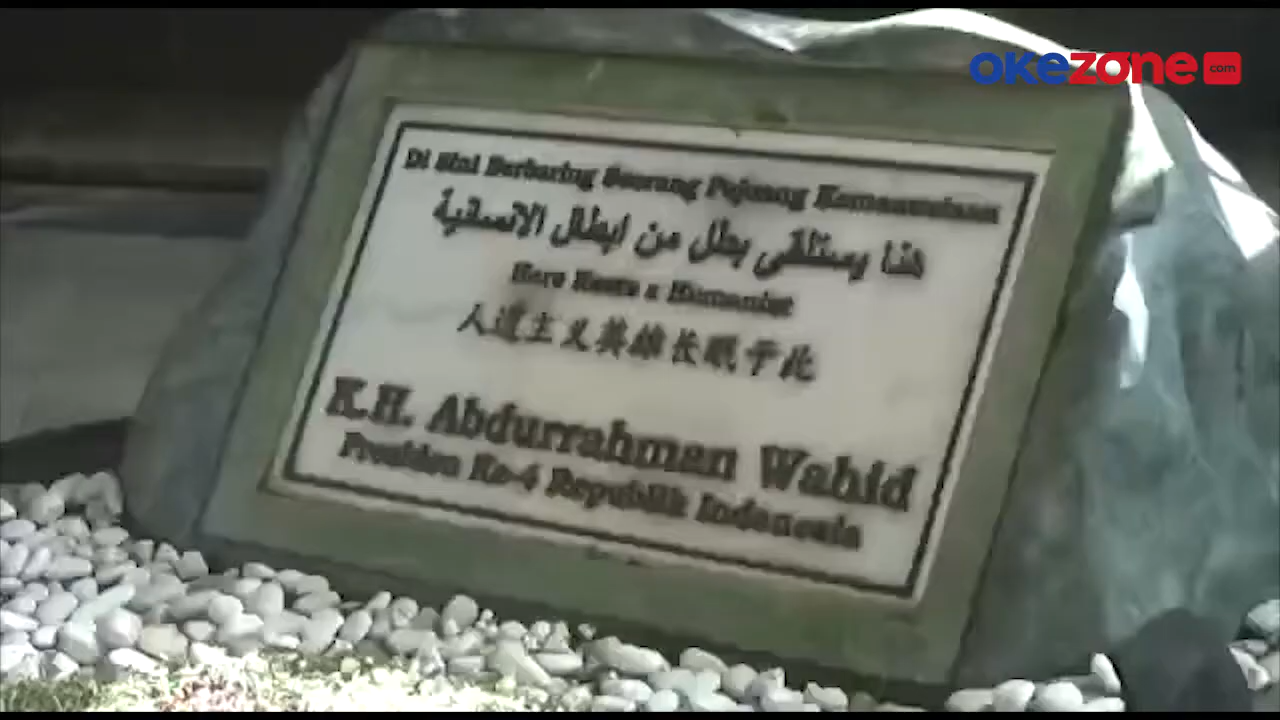 okezone.com
Di Sini Berbaring Seorang Pejuang Kemanusiaan
هنا يستلقى بطل من ابطال الانسانية
Here Rests a Humanist
人道主义英雄长眠于此
K.H. Abdurrahman Wahid
Presiden Ke-4 Republik Indonesia